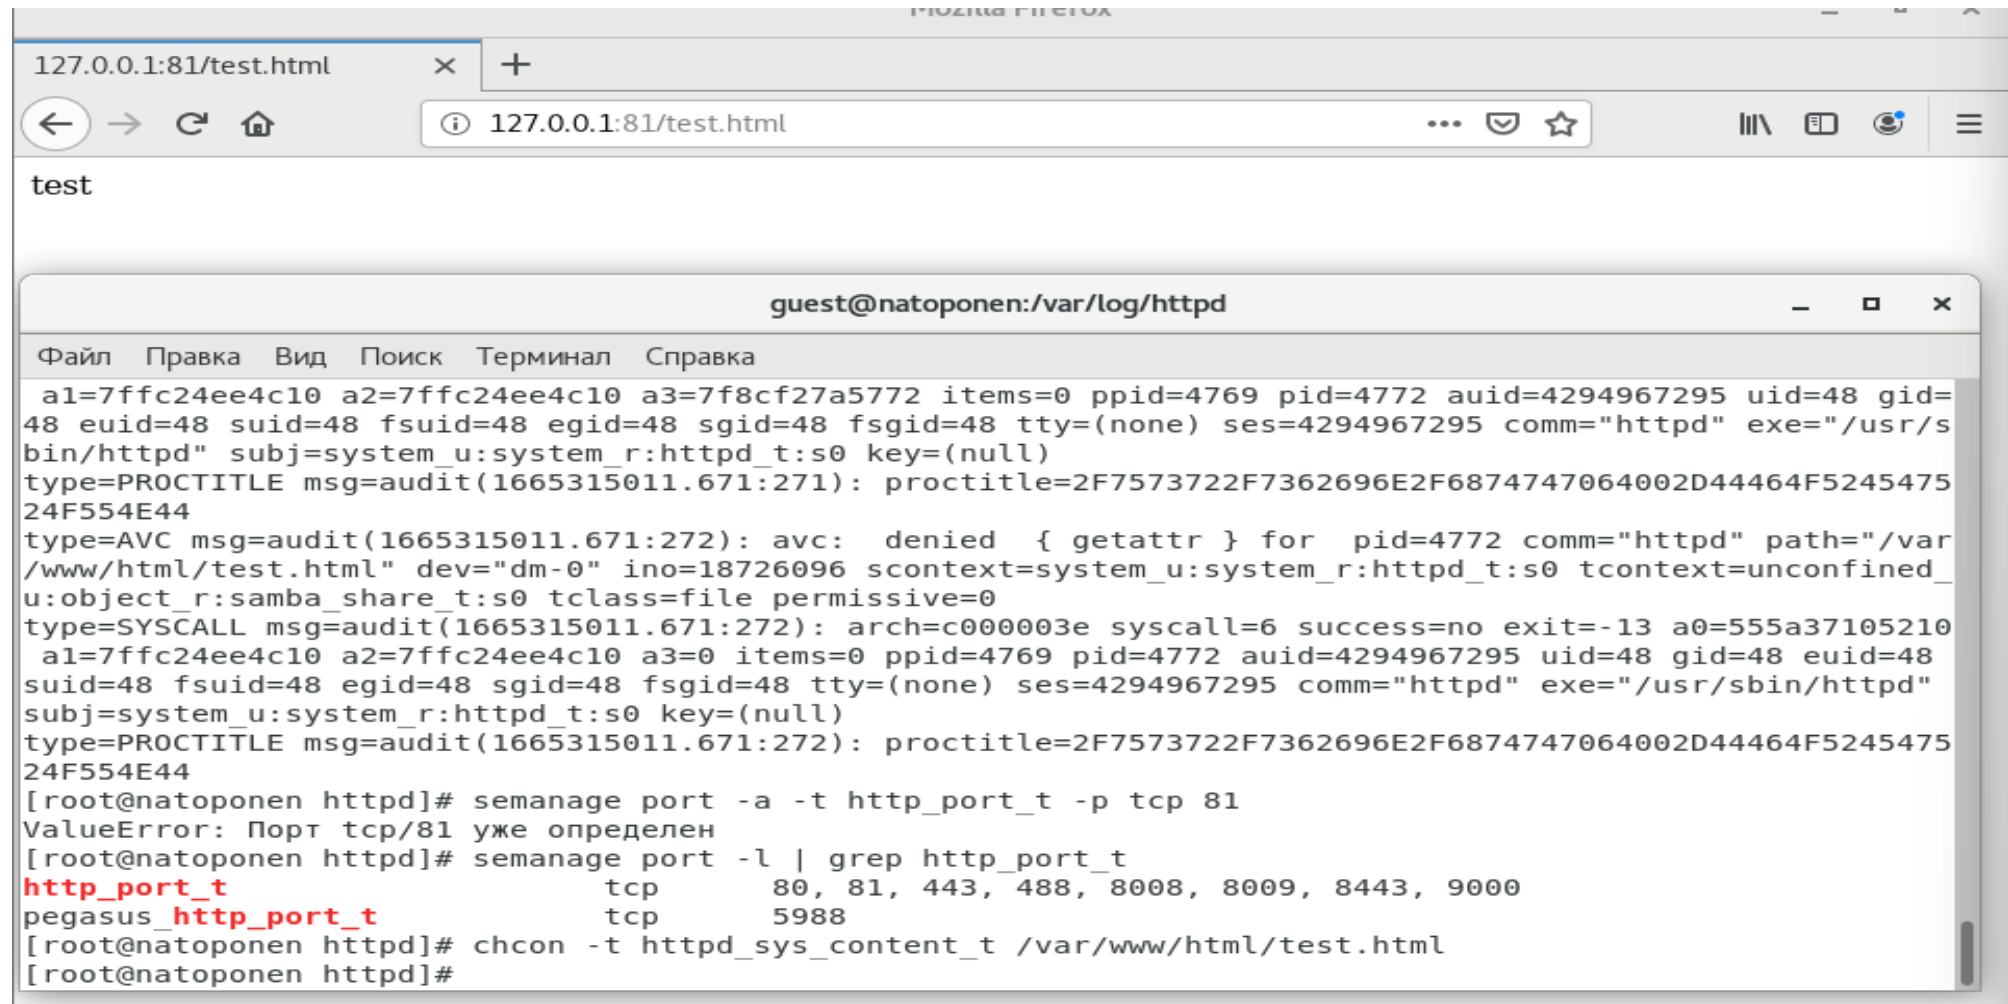 Mozilla Firefox
127.0.0.1:81/test.html
127.0.0.1:81/test.html
test
guest@natoponen:/var/log/httpd
Файл Правка Вид Поиск Терминал Справка
a1=7ffc24ee4c10 a2=7ffc24ee4c10 a3=7f8cf27a5772 items=0 ppid=4769 pid=4772 auid=4294967295 uid=48 gid=
48 euid=48 suid=48 fsuid=48 egid=48 sgid=48 fsgid=48 tty=(none) ses=4294967295 comm="httpd" exe="/usr/s
bin/httpd" subj=system_u:system_r:httpd_t:s0 key=(null)
type=PROCTITLE msg=audit(1665315011.671:271): proctitle=2F7573722F7362696E2F6874747064002D44464F5245475
24F554E44
type=AVC msg=audit(1665315011.671:272): avc:  denied  { getattr } for  pid=4772 comm="httpd" path="/var
/www/html/test.html" dev="dm-0" ino=18726096 scontext=system_u:system_r:httpd_t:s0 tcontext=unconfined_
u:object_r:samba_share_t:s0 tclass=file permissive=0
type=SYSCALL msg=audit(1665315011.671:272): arch=c000003e syscall=6 success=no exit=-13 a0=555a37105210
a1=7ffc24ee4c10 a2=7ffc24ee4c10 a3=0 items=0 ppid=4769 pid=4772 auid=4294967295 uid=48 gid=48 euid=48
suid=48 fsuid=48 egid=48 sgid=48 fsgid=48 tty=(none) ses=4294967295 comm="httpd" exe="/usr/sbin/httpd"
subj=system_u:system_r:httpd_t:s0 key=(null)
type=PROCTITLE msg=audit(1665315011.671:272): proctitle=2F7573722F7362696E2F6874747064002D44464F5245475
24F554E44
[root@natoponen httpd]# semanage port -a -t http_port_t -p tcp 81
ValueError: Порт tcp/81 уже определен
[root@natoponen httpd]# semanage port -l | grep http_port_t
http_port_t tcp 80, 81, 443, 488, 8008, 8009, 8443, 9000
pegasus_http_port_t tcp 5988
[root@natoponen httpd]# chcon -t httpd_sys_content_t /var/www/html/test.html
[root@natoponen httpd]#